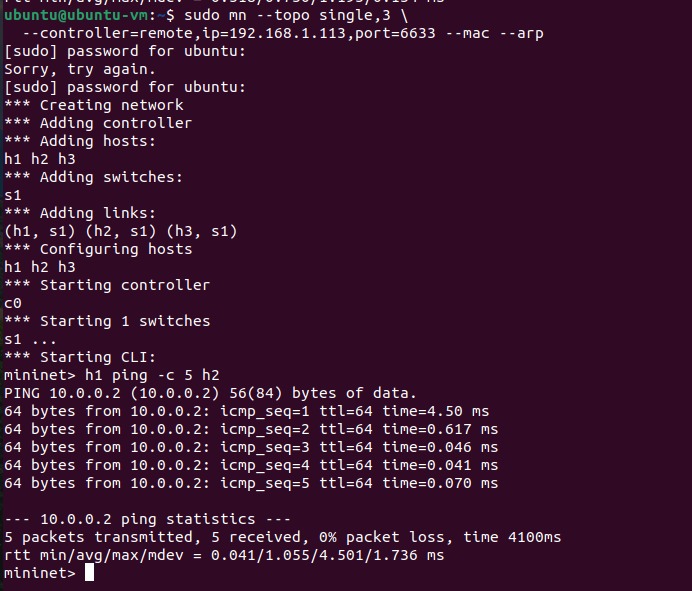 rtt min/avg/max/mdev = 0.518/0.750/1.195/0.154 ms
ubuntu@ubuntu-vm:~$ sudo mn --topo single,3 \
  --controller=remote,ip=192.168.1.113,port=6633 --mac --arp
[sudo] password for ubuntu:
Sorry, try again.
[sudo] password for ubuntu:
*** Creating network
*** Adding controller
*** Adding hosts:
h1 h2 h3
*** Adding switches:
s1
*** Adding links:
(h1, s1) (h2, s1) (h3, s1)
*** Configuring hosts
h1 h2 h3
*** Starting controller
c0
*** Starting 1 switches
s1 ...
*** Starting CLI:
mininet> h1 ping -c 5 h2
PING 10.0.0.2 (10.0.0.2) 56(84) bytes of data.
64 bytes from 10.0.0.2: icmp_seq=1 ttl=64 time=4.50 ms
64 bytes from 10.0.0.2: icmp_seq=2 ttl=64 time=0.617 ms
64 bytes from 10.0.0.2: icmp_seq=3 ttl=64 time=0.046 ms
64 bytes from 10.0.0.2: icmp_seq=4 ttl=64 time=0.041 ms
64 bytes from 10.0.0.2: icmp_seq=5 ttl=64 time=0.070 ms
--- 10.0.0.2 ping statistics ---
5 packets transmitted, 5 received, 0% packet loss, time 4100ms
rtt min/avg/max/mdev = 0.041/1.055/4.501/1.736 ms
mininet>